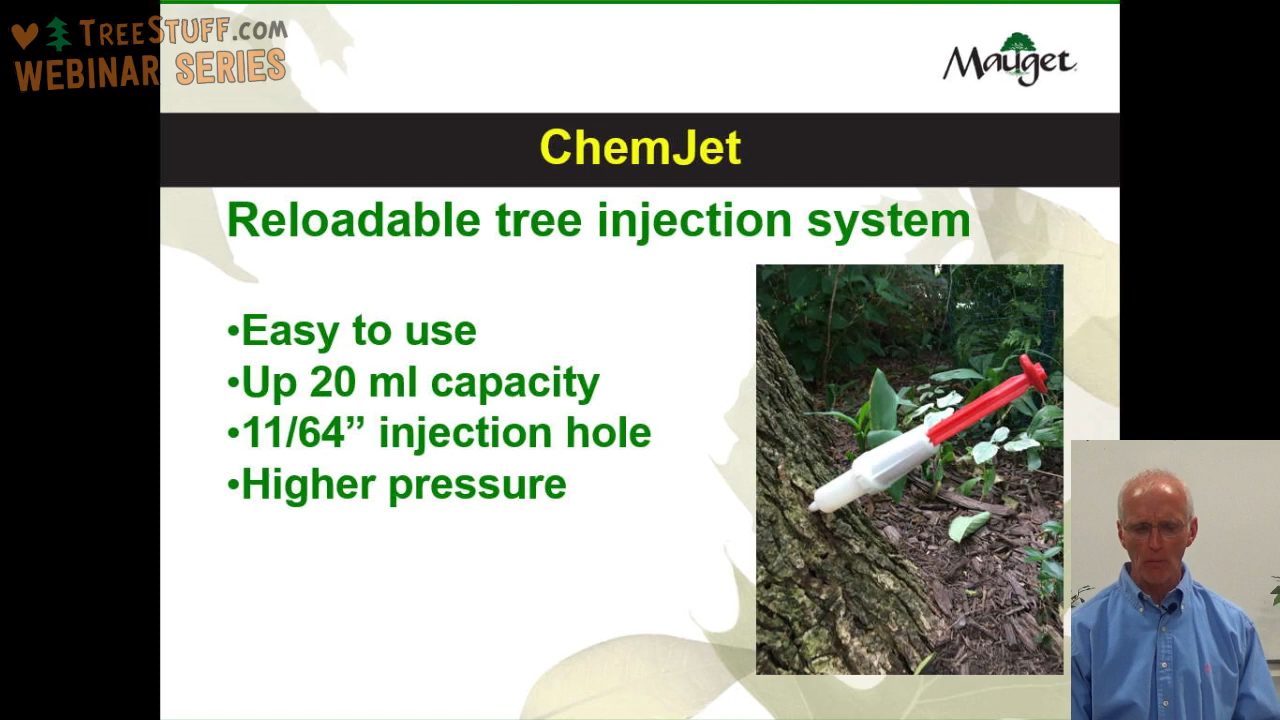 TREESTUFF.COM
WEBINAR SERIES
Mauget
ChemJet
Reloadable tree injection system
•Easy to use
•Up 20 ml capacity
•11/64” injection hole
•Higher pressure